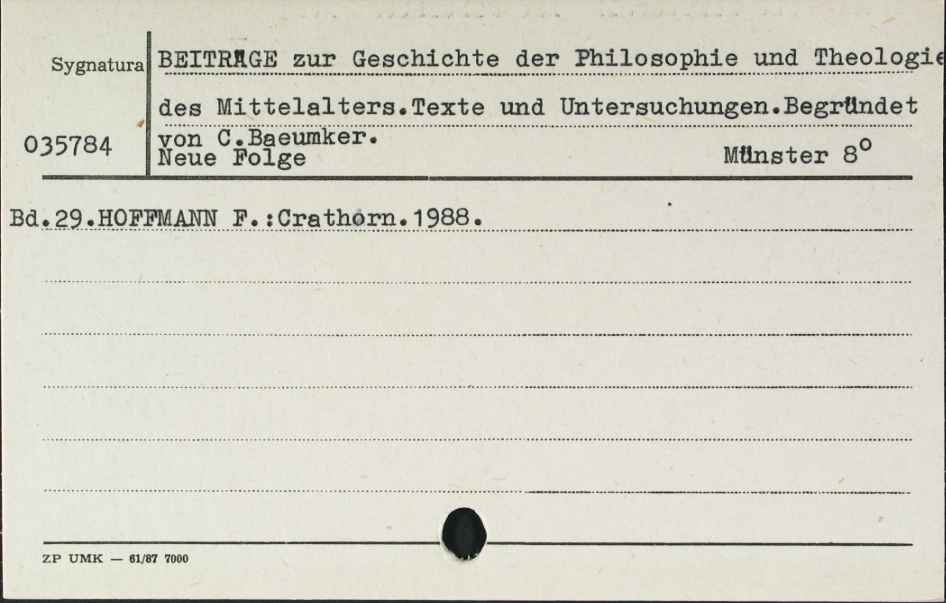 Sygnatura
035784
BEITRÄGE zur Geschichte der Philosophie und Theologie
des Mittelalters.Texte und Untersuchungen.Begründet
von C.Baeumker.
Neue Folge Münster 8°
Bd.29.HOFFMANN F.:Crathorn.1988.
ZP UMK — 61/87 7000